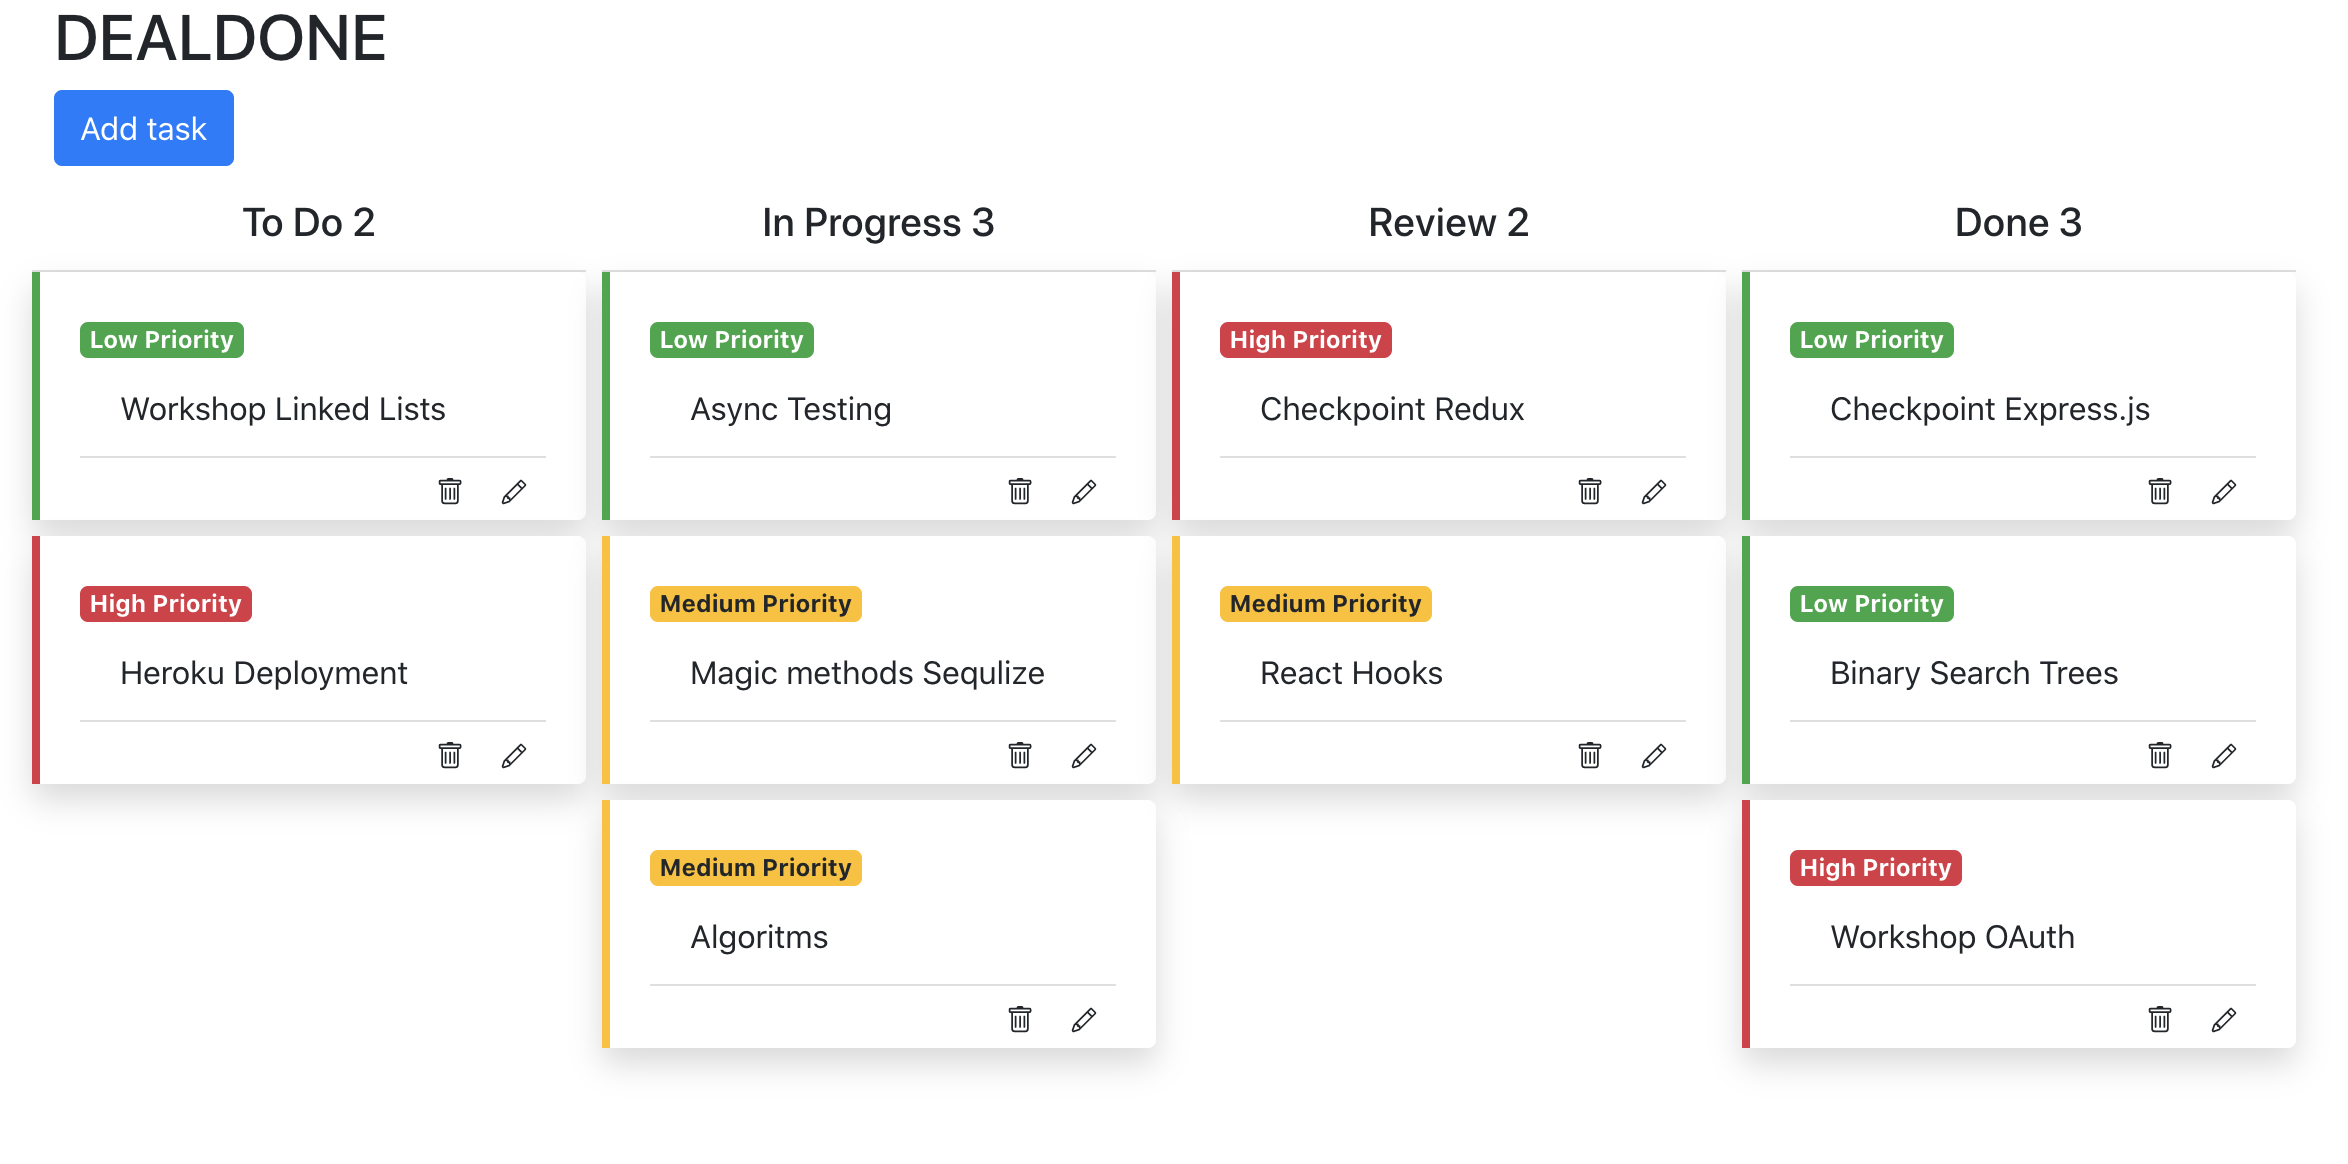 DEALDONE
Add task
To Do 2
Low Priority
Workshop Linked Lists
High Priority
Heroku Deployment
In Progress 3
Low Priority
Async Testing
Medium Priority
Magic methods Sequlize
Medium Priority
Algoritms
Review 2
High Priority
Checkpoint Redux
Medium Priority
React Hooks
Done 3
Low Priority
Checkpoint Express.js
Low Priority
Binary Search Trees
High Priority
Workshop OAuth